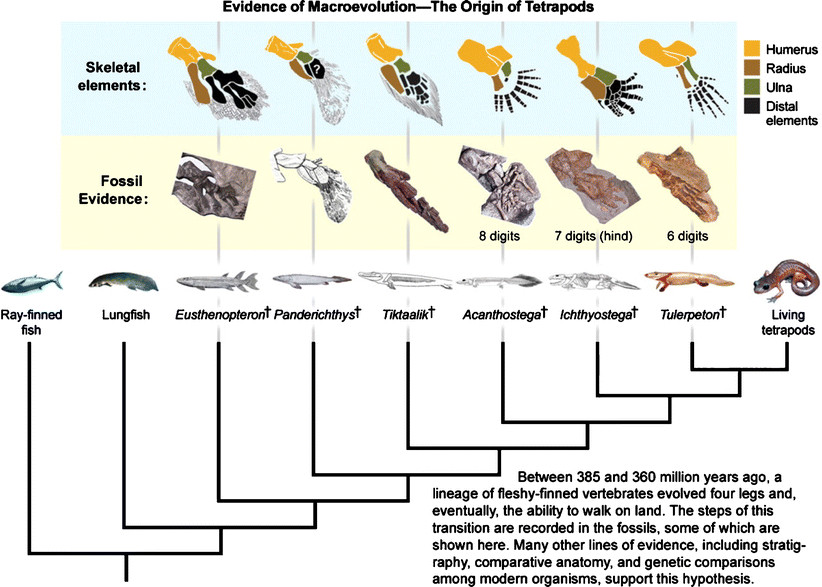 Evidence of Macroevolution—The Origin of Tetrapods
Skeletal
elements:
?
Humerus
Radius
Ulna
Distal
elements
Fossil
Evidence:
8 digits
7 digits (hind)
6 digits
Ray-finned
fish
Lungfish
Eusthenopteron†
Panderichthys†
Tiktaalik†
Acanthostega†
Ichthyostega†
Tulerpeton†
Living
tetrapods
Between 385 and 360 million years ago, a
lineage of fleshy-finned vertebrates evolved four legs and,
eventually, the ability to walk on land. The steps of this
transition are recorded in the fossils, some of which are
shown here. Many other lines of evidence, including stratig-
raphy, comparative anatomy, and genetic comparisons
among modern organisms, support this hypothesis.